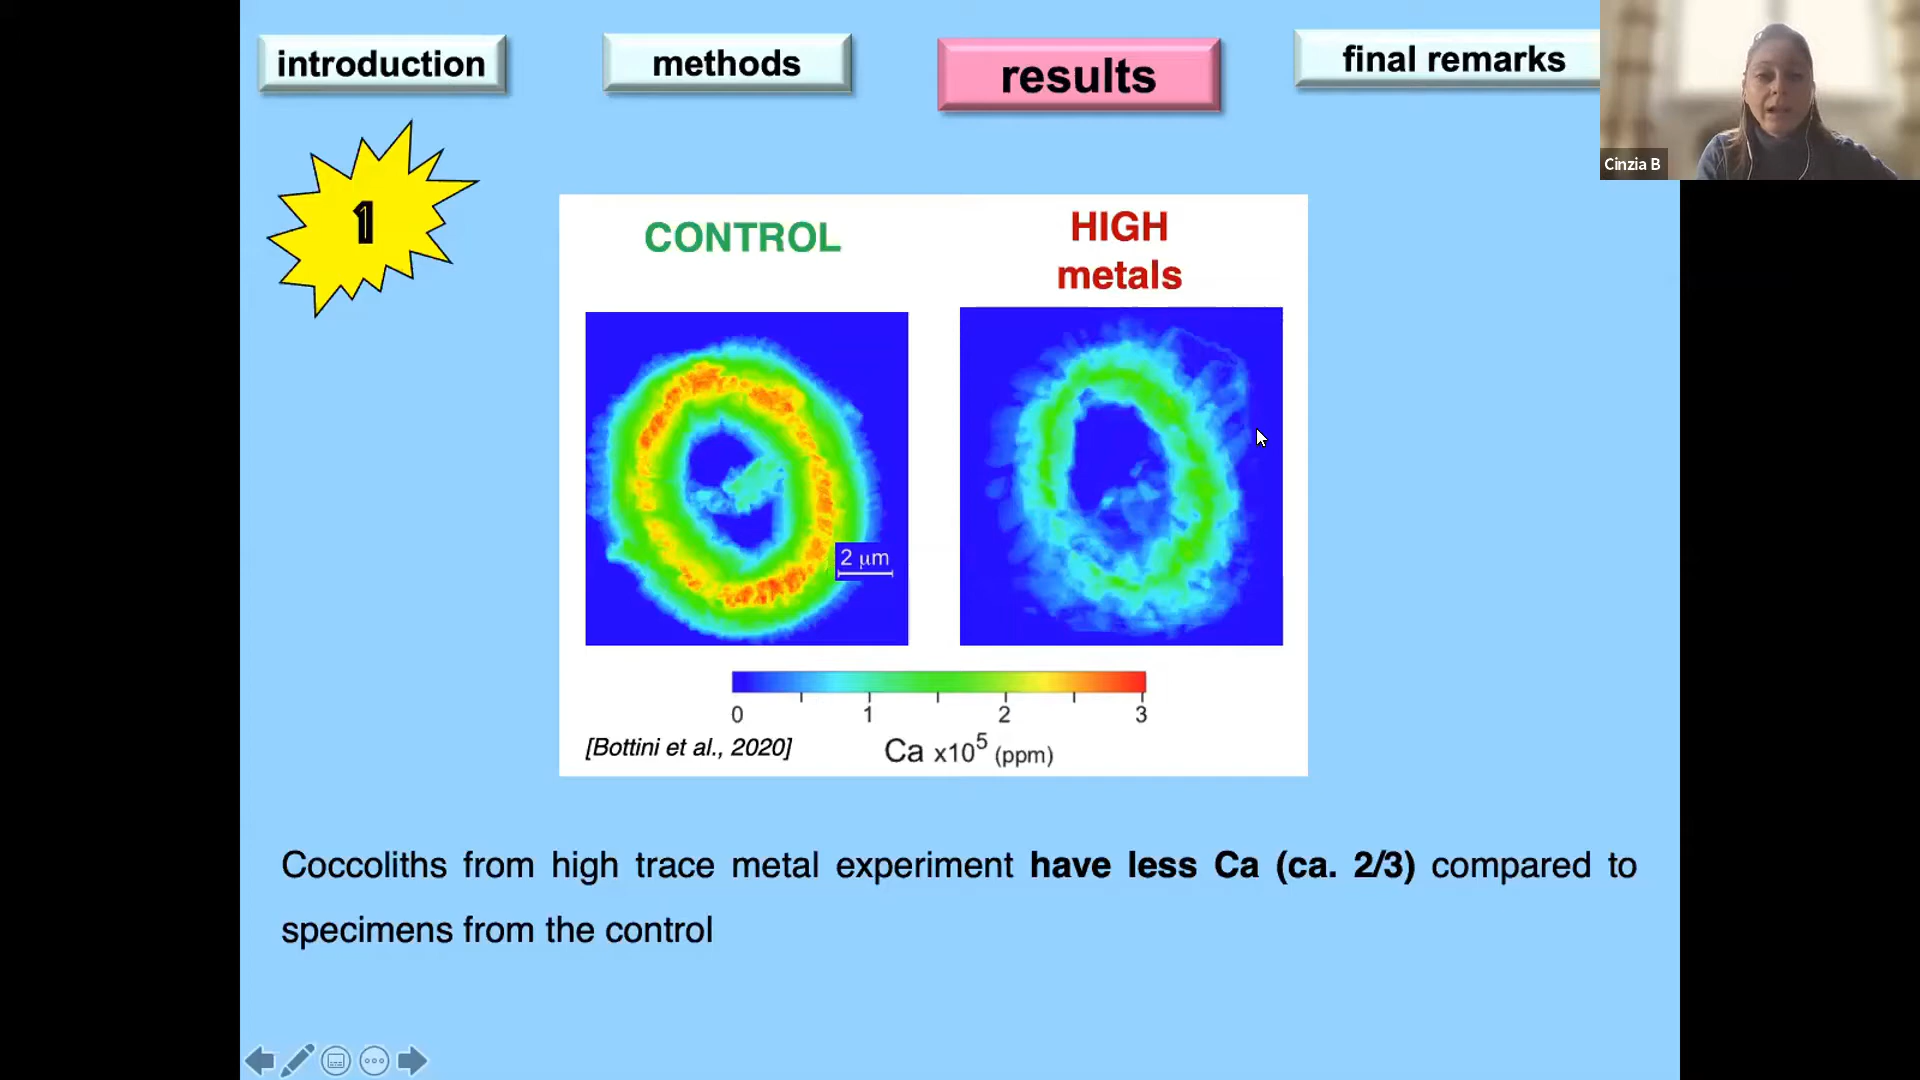 introduction
methods
results
final remarks
Cinzia B
1
CONTROL
HIGH
metals
2 µm
0 1 2 3
[Bottini et al., 2020]
Ca x10⁵ (ppm)
Coccoliths from high trace metal experiment have less Ca (ca. 2/3) compared to
specimens from the control